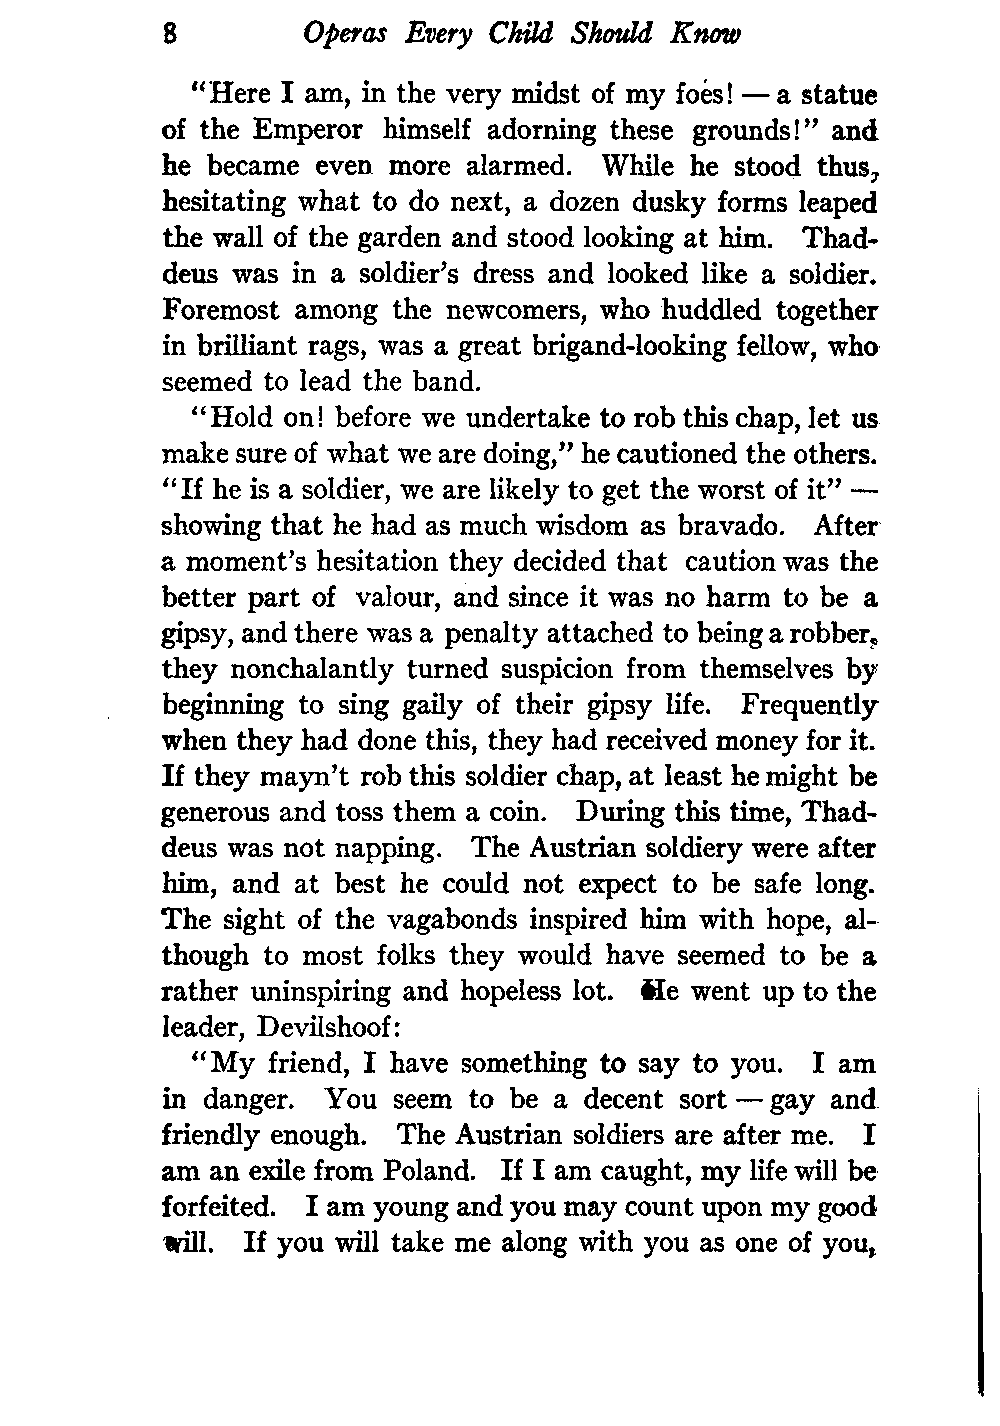 8 Operas Every Child Should Know
"Here I am, in the very midst of my foes! — a statue
of the Emperor himself adorning these grounds!" and
he became even more alarmed. While he stood thus,
hesitating what to do next, a dozen dusky forms leaped
the wall of the garden and stood looking at him. Thad-
deus was in a soldier's dress and looked like a soldier.
Foremost among the newcomers, who huddled together
in brilliant rags, was a great brigand-looking fellow, who
seemed to lead the band.
"Hold on! before we undertake to rob this chap, let us
make sure of what we are doing," he cautioned the others.
"If he is a soldier, we are likely to get the worst of it" —
showing that he had as much wisdom as bravado. After
a moment's hesitation they decided that caution was the
better part of valour, and since it was no harm to be a
gipsy, and there was a penalty attached to being a robber,
they nonchalantly turned suspicion from themselves by
beginning to sing gaily of their gipsy life. Frequently
when they had done this, they had received money for it.
If they mayn't rob this soldier chap, at least he might be
generous and toss them a coin. During this time, Thad-
deus was not napping. The Austrian soldiery were after
him, and at best he could not expect to be safe long.
The sight of the vagabonds inspired him with hope, al-
though to most folks they would have seemed to be a
rather uninspiring and hopeless lot. He went up to the
leader, Devilshoof:
"My friend, I have something to say to you. I am
in danger. You seem to be a decent sort — gay and
friendly enough. The Austrian soldiers are after me. I
am an exile from Poland. If I am caught, my life will be
forfeited. I am young and you may count upon my good
will. If you will take me along with you as one of you,